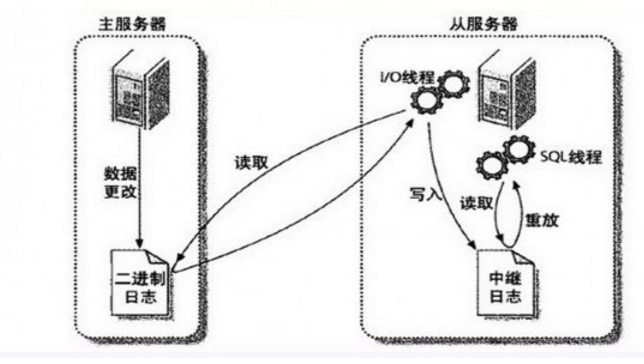 主服务器
从服务器
I/O线程
SQL线程
数据
更改
读取
写入
读取
重放
二进制
日志
中继
日志